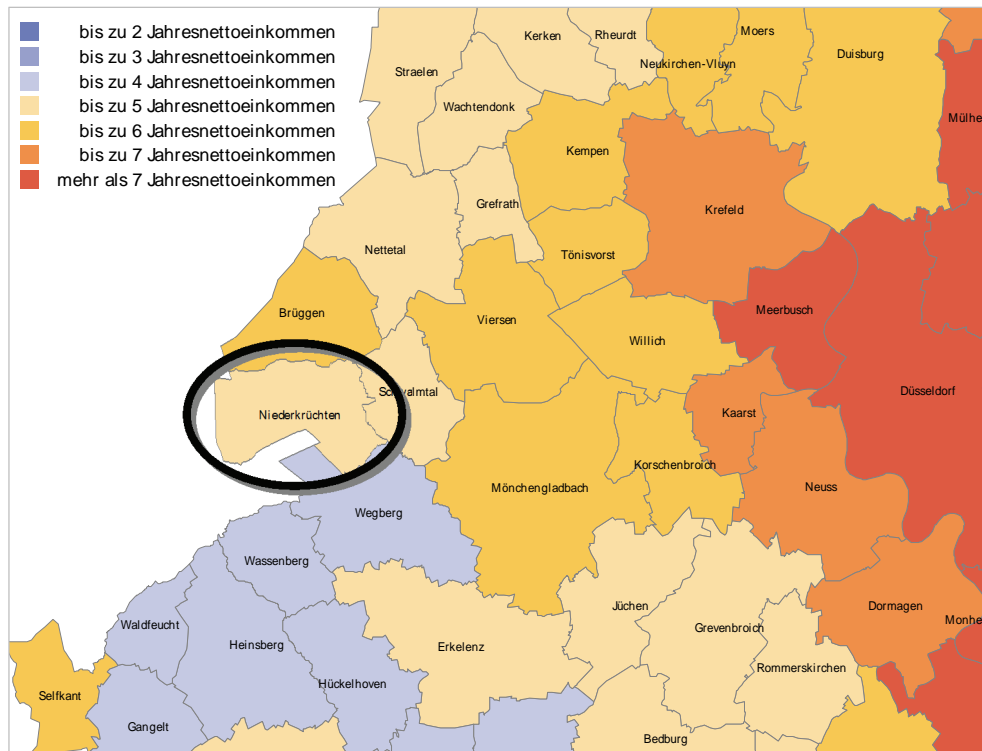 bis zu 2 Jahresnettoeinkommen
bis zu 3 Jahresnettoeinkommen
bis zu 4 Jahresnettoeinkommen
bis zu 5 Jahresnettoeinkommen
bis zu 6 Jahresnettoeinkommen
bis zu 7 Jahresnettoeinkommen
mehr als 7 Jahresnettoeinkommen
Kerken
Rheurdt
Moers
Duisburg
Neukirchen-Vluyn
Straelen
Wachtendonk
Mülhe
Kempen
Grefrath
Krefeld
Nettetal
Tönisvorst
Brüggen
Viersen
Meerbusch
Willich
Schwalmtal
Düsseldorf
Niederkrüchten
Kaarst
Korschenbroich
Mönchengladbach
Neuss
Wegberg
Wassenberg
Jüchen
Dormagen
Waldfeucht
Heinsberg
Grevenbroich
Monhe
Erkelenz
Rommerskirchen
Hückelhoven
Selfkant
Gangelt
Bedburg